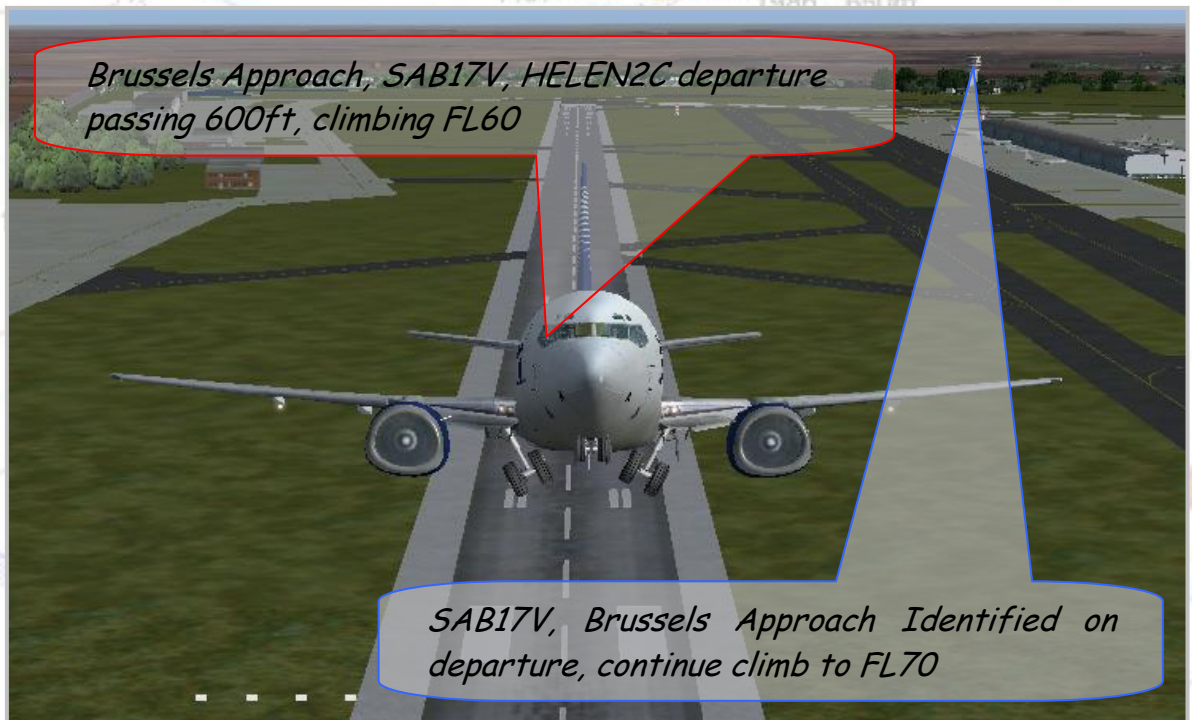 Brussels Approach, SAB17V, HELEN2C departure
passing 600ft, climbing FL60
SAB17V, Brussels Approach Identified on
departure, continue climb to FL70